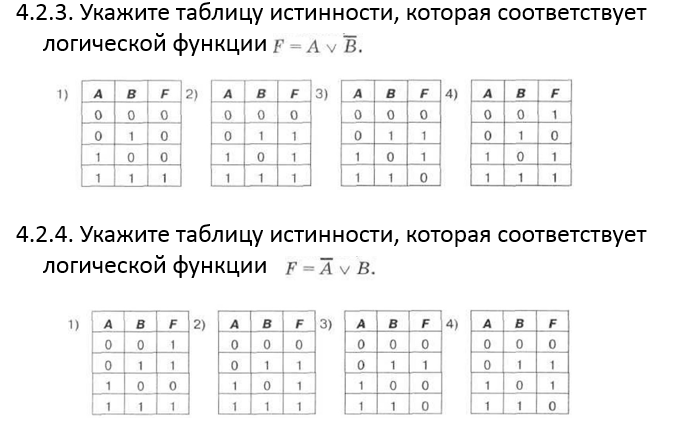 4.2.3. Укажите таблицу истинности, которая соответствует
логической функции F = A ∨ B̅.
1) A B F 2) A B F 3) A B F 4) A B F
0 0 0 0 0 0 0 0 0 0 0 1
0 1 0 0 1 1 0 1 1 0 1 0
1 0 0 1 0 1 1 0 1 1 0 1
1 1 1 1 1 1 1 1 0 1 1 1
4.2.4. Укажите таблицу истинности, которая соответствует
логической функции F = A̅ ∨ B.
1) A B F 2) A B F 3) A B F 4) A B F
0 0 1 0 0 0 0 0 0 0 0 0
0 1 1 0 1 1 0 1 1 0 1 1
1 0 0 1 0 1 1 0 0 1 0 1
1 1 1 1 1 1 1 1 0 1 1 0